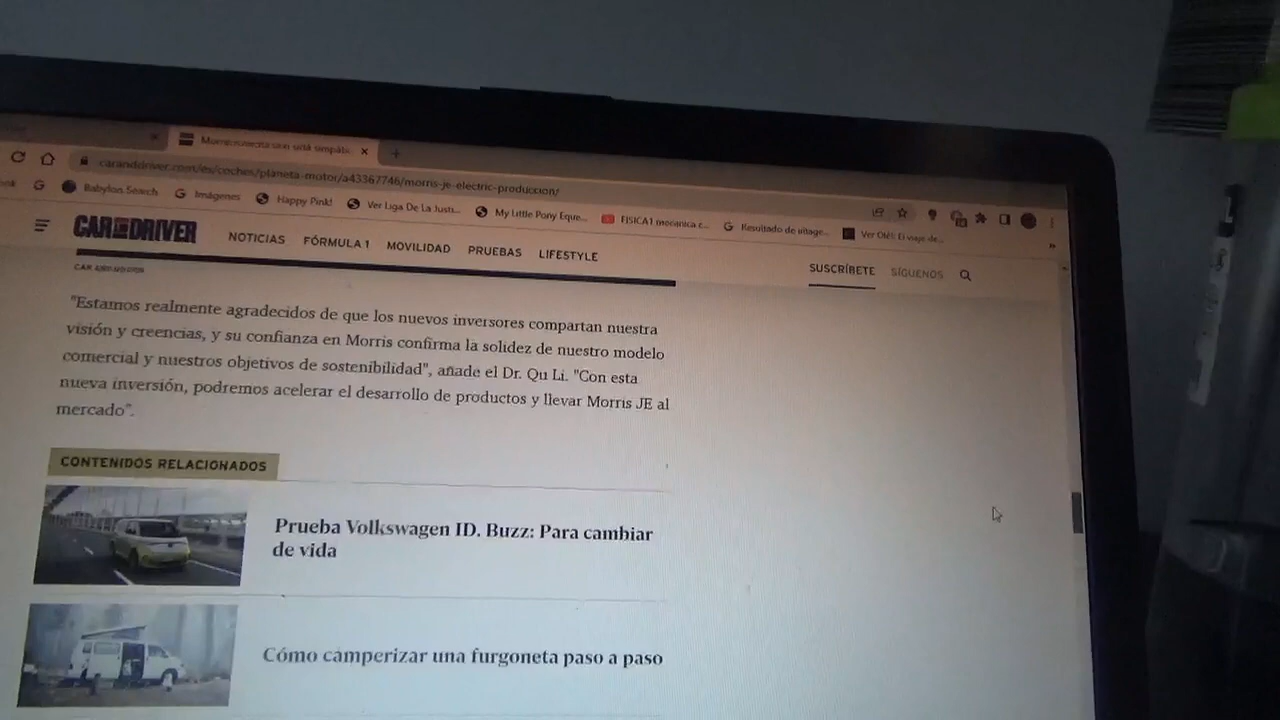 caranddriver.com/es/coches/planeta-motor/a43367746/morris-je-electric-produccion/
Babylon Search
Imágenes
Happy Pink!
Ver Liga De La Justi...
My Little Pony Eque...
FISICA1 mecanica c...
Resultado de image...
Ver Olé! El viaje de...
CAR AND DRIVER
NOTICIAS FÓRMULA 1 MOVILIDAD PRUEBAS LIFESTYLE
SUSCRÍBETE SÍGUENOS
"Estamos realmente agradecidos de que los nuevos inversores compartan nuestra
visión y creencias, y su confianza en Morris confirma la solidez de nuestro modelo
comercial y nuestros objetivos de sostenibilidad", añade el Dr. Qu Li. "Con esta
nueva inversión, podremos acelerar el desarrollo de productos y llevar Morris JE al
mercado".
CONTENIDOS RELACIONADOS
Prueba Volkswagen ID. Buzz: Para cambiar
de vida
Cómo camperizar una furgoneta paso a paso